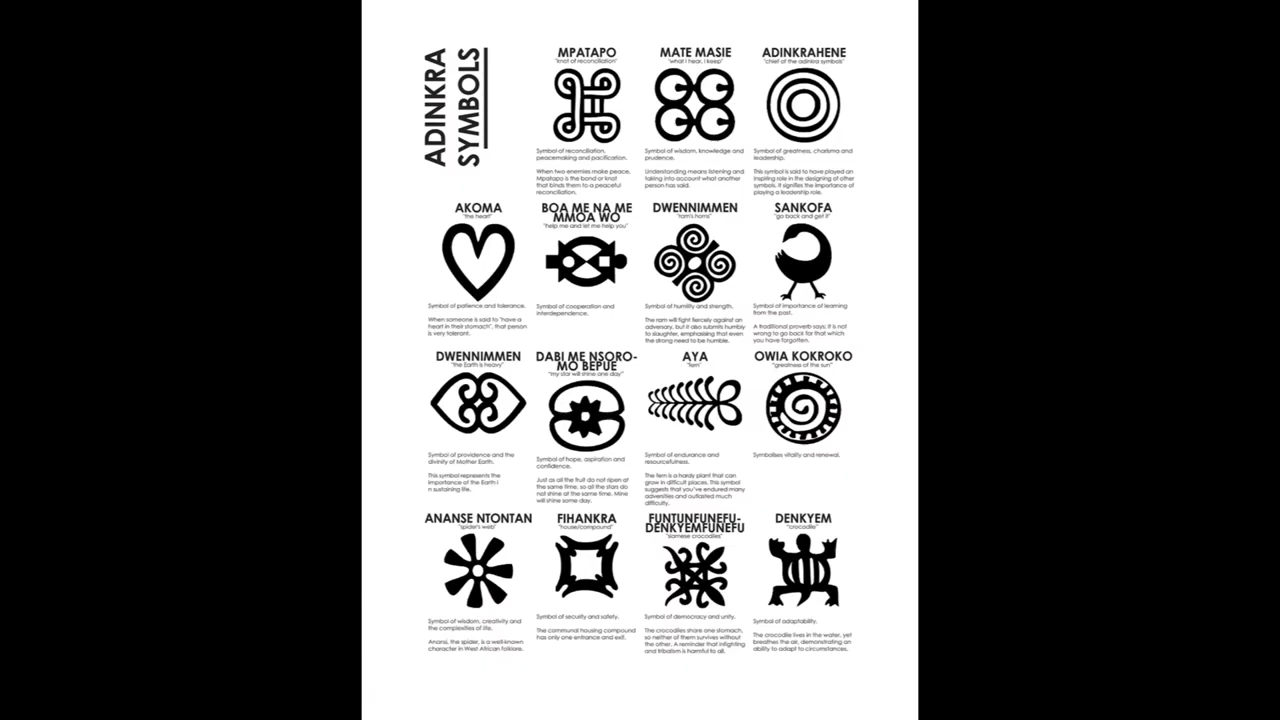 ADINKRA
SYMBOLS
MPATAPO
"knot of reconciliation"
Symbol of reconciliation,
peacemaking and pacification.
When two enemies make peace,
Mpatapo is the bond or knot
that binds them to a peaceful
reconciliation.
MATE MASIE
"what I hear, I keep"
Symbol of wisdom, knowledge and
prudence.
Understanding means listening and
taking into account what another
person has said.
ADINKRAHENE
"chief of the adinkra symbols"
Symbol of greatness, charisma and
leadership.
This symbol is said to have played an
inspiring role in the designing of other
symbols. It signifies the importance of
playing a leadership role.
AKOMA
"the heart"
Symbol of patience and tolerance.
When someone is said to "have a
heart in their stomach", that person
is very tolerant.
BOA ME NA ME
MMOA WO
"help me and let me help you"
Symbol of cooperation and
interdependence.
DWENNIMMEN
"ram's horns"
Symbol of humility and strength.
The ram will fight fiercely against an
adversary, but it also submits humbly
to slaughter, emphasising that even
the strong need to be humble.
SANKOFA
"go back and get it"
Symbol of importance of learning
from the past.
A traditional proverb says: it is not
wrong to go back for that which
you have forgotten.
DWENNIMMEN
"the Earth is heavy"
Symbol of providence and the
divinity of Mother Earth.
This symbol represents the
importance of the Earth i
n sustaining life.
DABI ME NSORO-
MO BEPUE
"my star will shine one day"
Symbol of hope, aspiration and
confidence.
Just as all the fruit do not ripen at
the same time, so all the stars do
not shine at the same time. Mine
will shine some day.
AYA
"fern"
Symbol of endurance and
resourcefulness.
The fern is a hardy plant that can
grow in difficult places. This symbol
suggests that you've endured many
adversities and outlasted much
difficulty.
OWIA KOKROKO
"greatness of the sun"
Symbolises vitality and renewal.
ANANSE NTONTAN
"spider's web"
Symbol of wisdom, creativity and
the complexities of life.
Anansi, the spider, is a well-known
character in West African folklore.
FIHANKRA
"house/compound"
Symbol of security and safety.
The communal housing compound
has only one entrance and exit.
FUNTUNFUNEFU-
DENKYEMFUNEFU
"siamese crocodiles"
Symbol of democracy and unity.
The crocodiles share one stomach,
so neither of them survives without
the other. A reminder that infighting
and tribalism is harmful to all.
DENKYEM
"crocodile"
Symbol of adaptability.
The crocodile lives in the water, yet
breathes the air, demonstrating an
ability to adapt to circumstances.